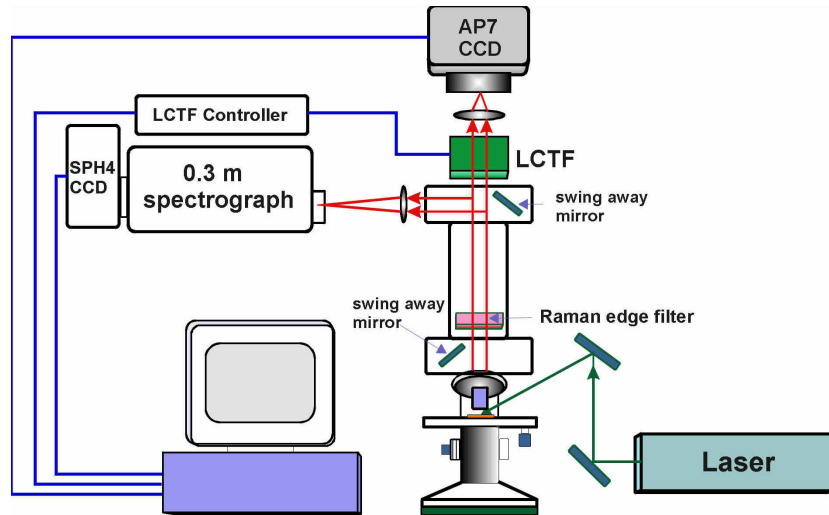 AP7
CCD
LCTF Controller
SPH4
CCD
0.3 m
spectrograph
LCTF
swing away
mirror
swing away
mirror
Raman edge filter
Laser